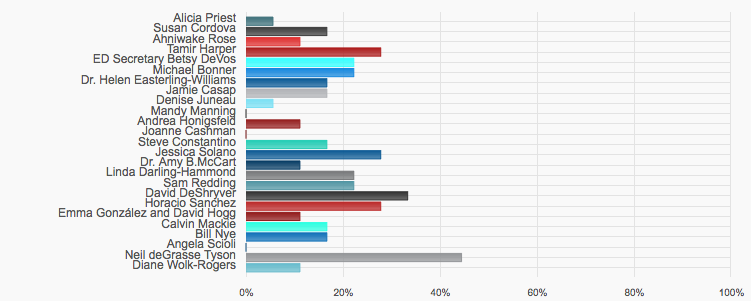 Alicia Priest
Susan Cordova
Ahniwake Rose
Tamir Harper
ED Secretary Betsy DeVos
Michael Bonner
Dr. Helen Easterling-Williams
Jamie Casap
Denise Juneau
Mandy Manning
Andrea Honigsfeld
Joanne Cashman
Steve Constantino
Jessica Solano
Dr. Amy B.McCart
Linda Darling-Hammond
Sam Redding
David DeShryver
Horacio Sanchez
Emma González and David Hogg
Calvin Mackie
Bill Nye
Angela Scioli
Neil deGrasse Tyson
Diane Wolk-Rogers
0% 20% 40% 60% 80% 100%